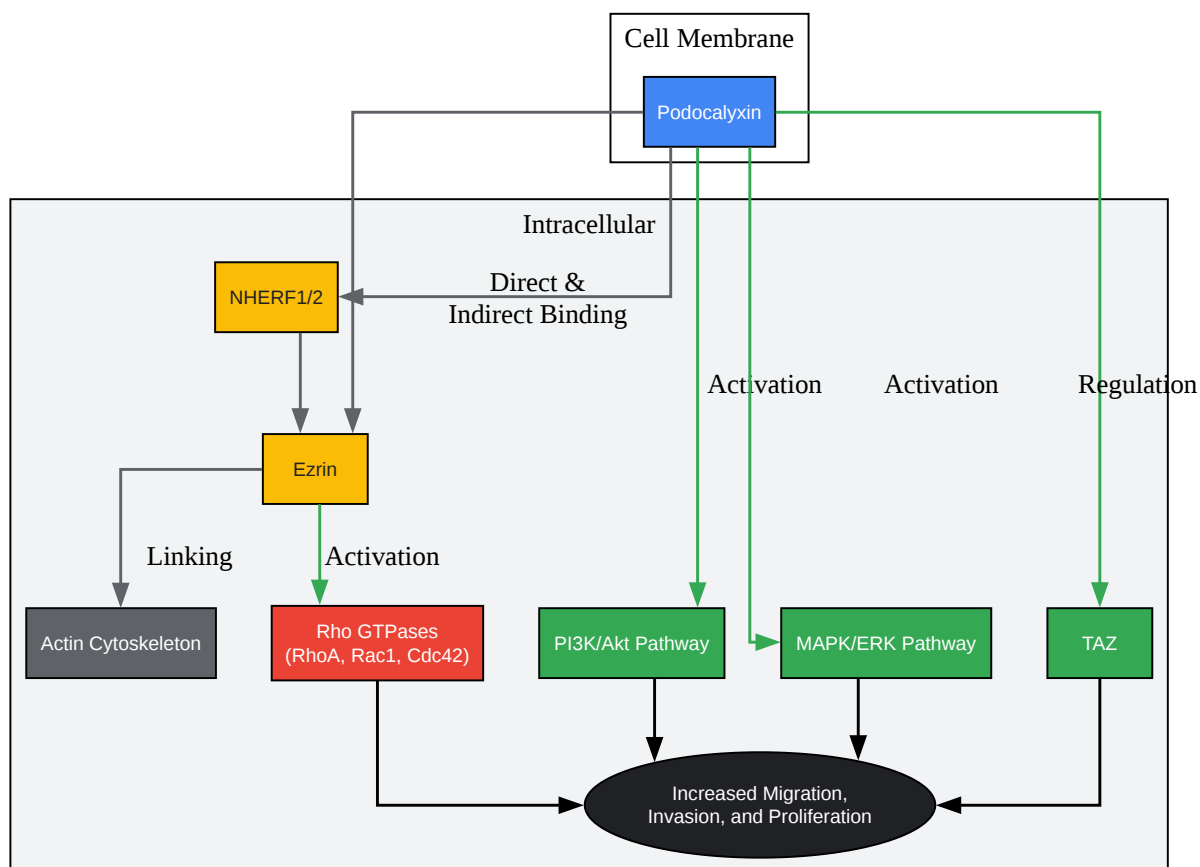 Cell Membrane
Podocalyxin
Intracellular
Direct &
Indirect Binding
NHERF1/2
Activation
Activation
Regulation
Ezrin
Linking
Activation
Actin Cytoskeleton
Rho GTPases
(RhoA, Rac1, Cdc42)
PI3K/Akt Pathway
MAPK/ERK Pathway
TAZ
Increased Migration,
Invasion, and Proliferation